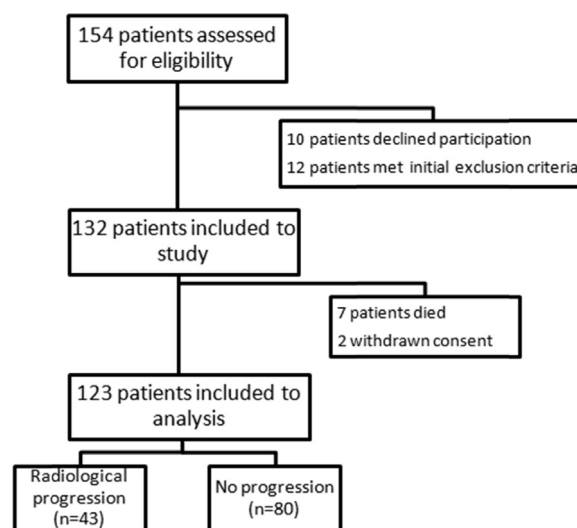 154 patients assessed
for eligibility
10 patients declined participation
12 patients met initial exclusion criteria
132 patients included to
study
7 patients died
2 withdrawn consent
123 patients included to
analysis
Radiological
progression
(n=43)
No progression
(n=80)